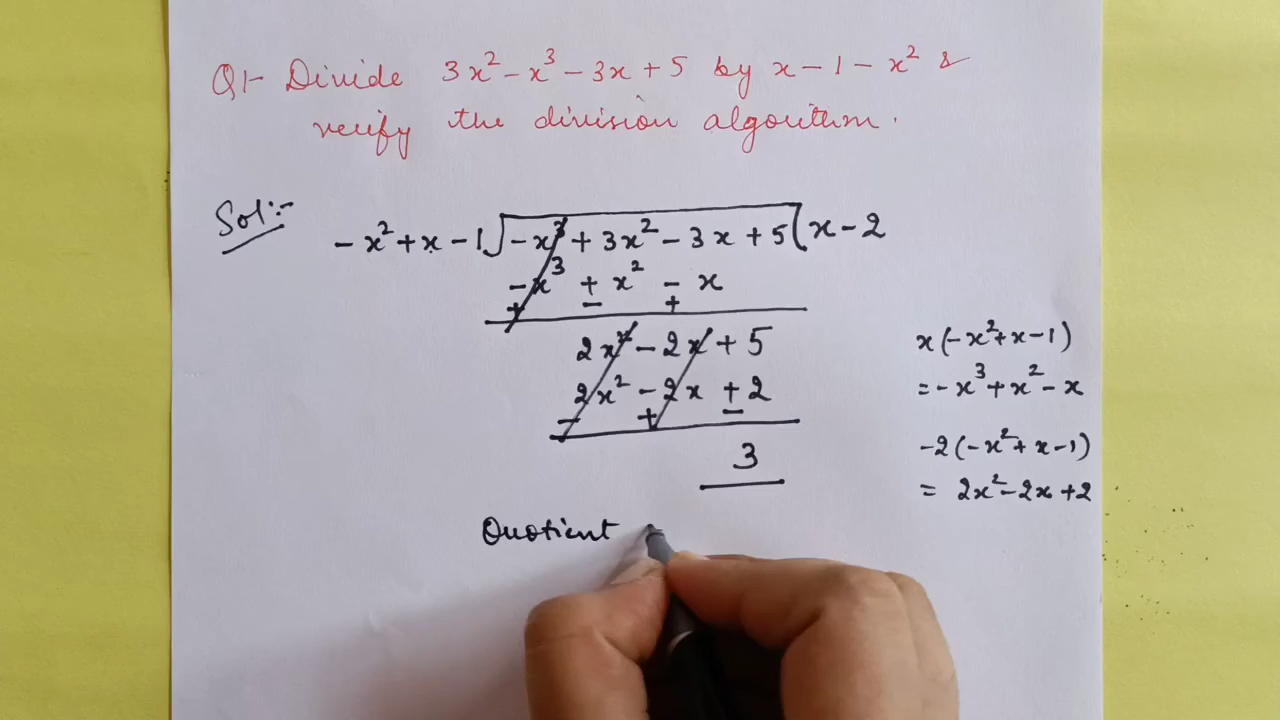 Q1- Divide 3x² - x³ - 3x + 5 by x - 1 - x² &
verify the division algorithm.
Sol:-
-x² + x - 1 ) -x³ + 3x² - 3x + 5 ( x - 2
-x³ + x² - x
+ - +
2x² - 2x + 5
2x² - 2x + 2
- + -
3
x(-x² + x - 1)
= -x³ + x² - x
-2(-x² + x - 1)
= 2x² - 2x + 2
Quotient